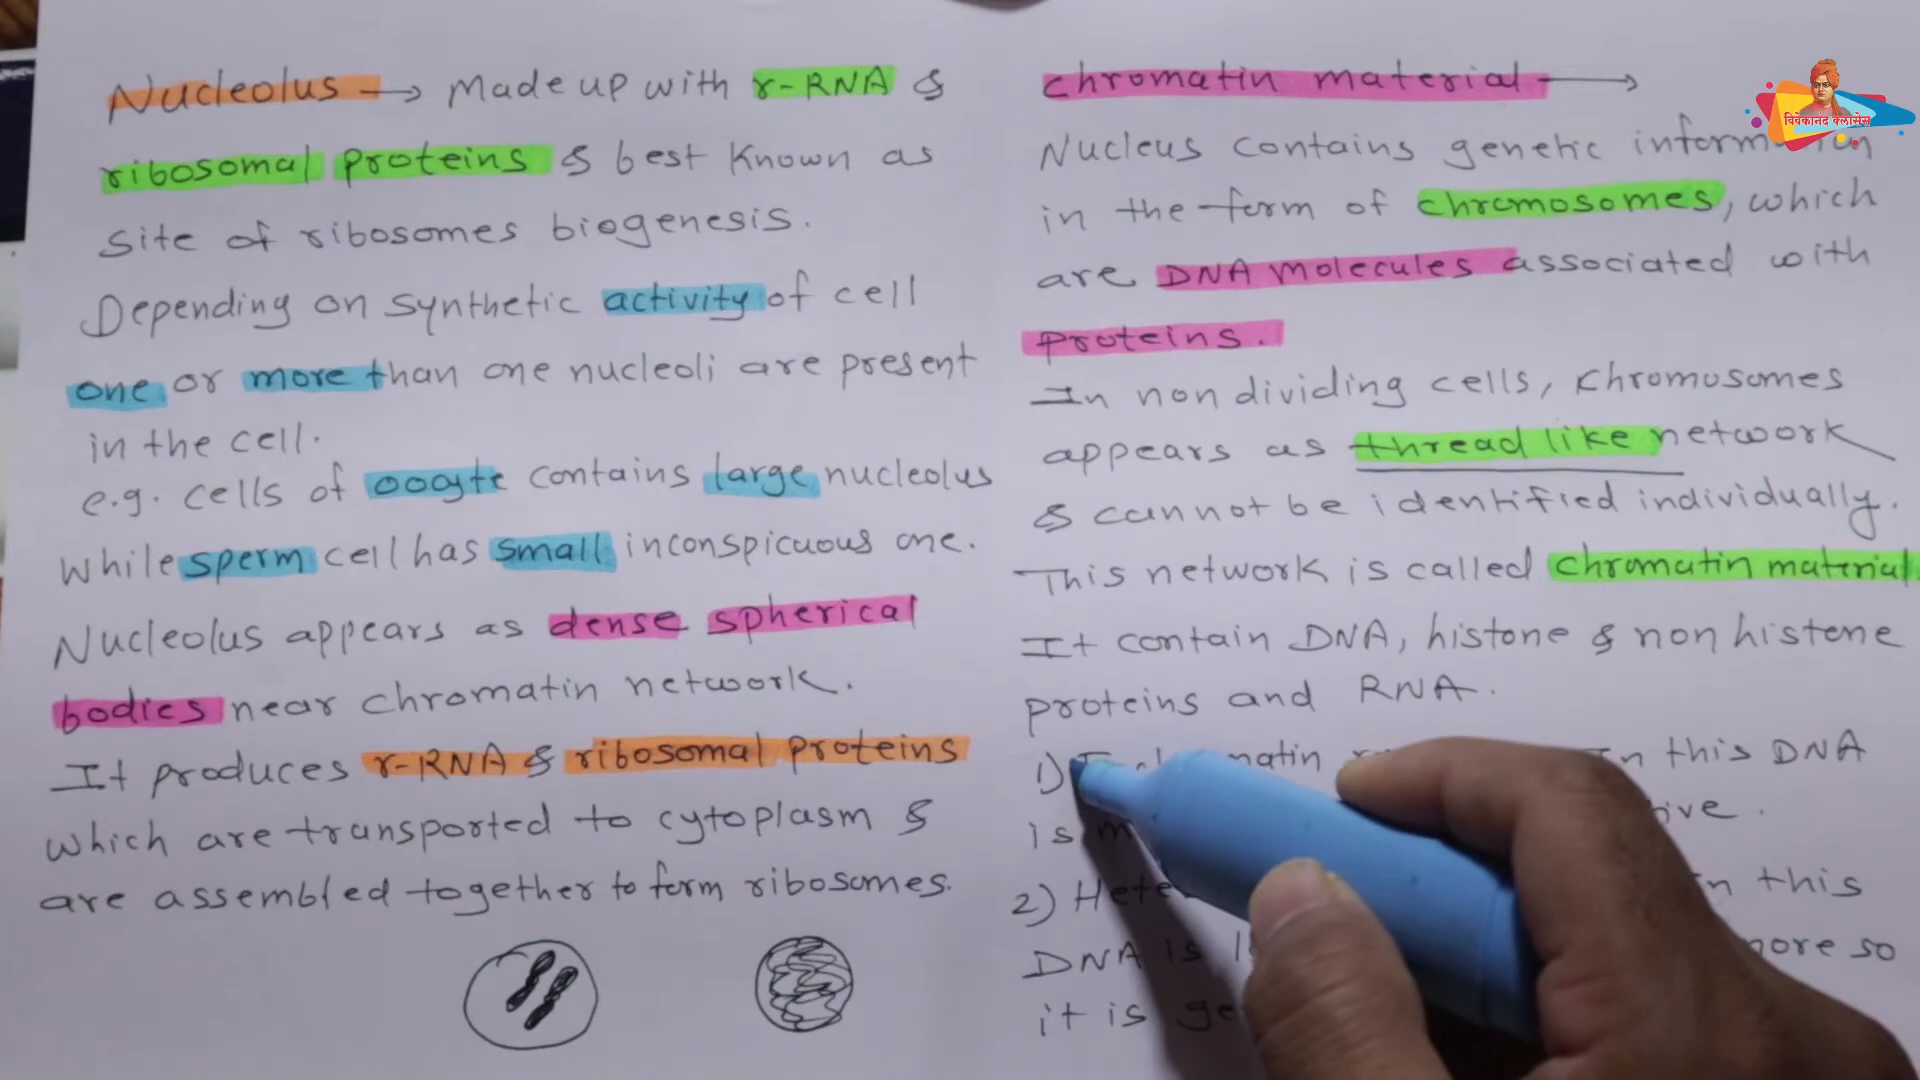 Nucleolus → Made up with r-RNA &
ribosomal proteins & best known as
site of ribosomes biogenesis.
Depending on synthetic activity of cell
one or more than one nucleoli are present
in the cell.
e.g. cells of oocyte contains large nucleolus
while sperm cell has small inconspicuous one.
Nucleolus appears as dense spherical
bodies near chromatin network.
It produces r-RNA & ribosomal proteins
which are transported to cytoplasm &
are assembled together to form ribosomes.
chromatin material →
Nucleus contains genetic information
in the form of chromosomes, which
are DNA molecules associated with
proteins.
In non dividing cells, chromosomes
appears as thread like network
& cannot be identified individually.
This network is called chromatin material
It contain DNA, histone & non histone
proteins and RNA.
1) In this DNA
is
2)
this
DNA is more so
it is
विवेकानंद क्लासेस